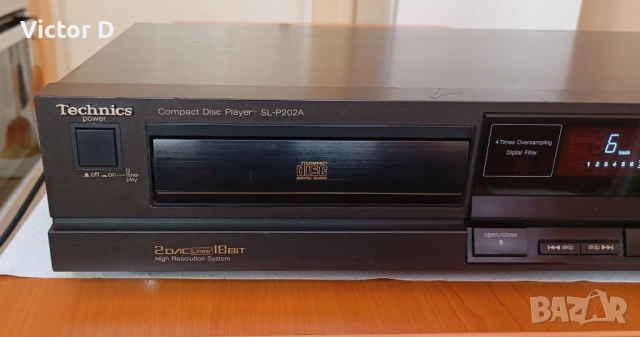 Victor D
Technics
Compact Disc Player™ SL-P202A
power
off on timer play
COMPACT
disc
DIGITAL AUDIO
4 Times Oversampling
Digital Filter
6
track
1 2 3 4 5 6
open/close
skip skip
2 D/AC Linear 18 BIT
High Resolution System
BAZAR